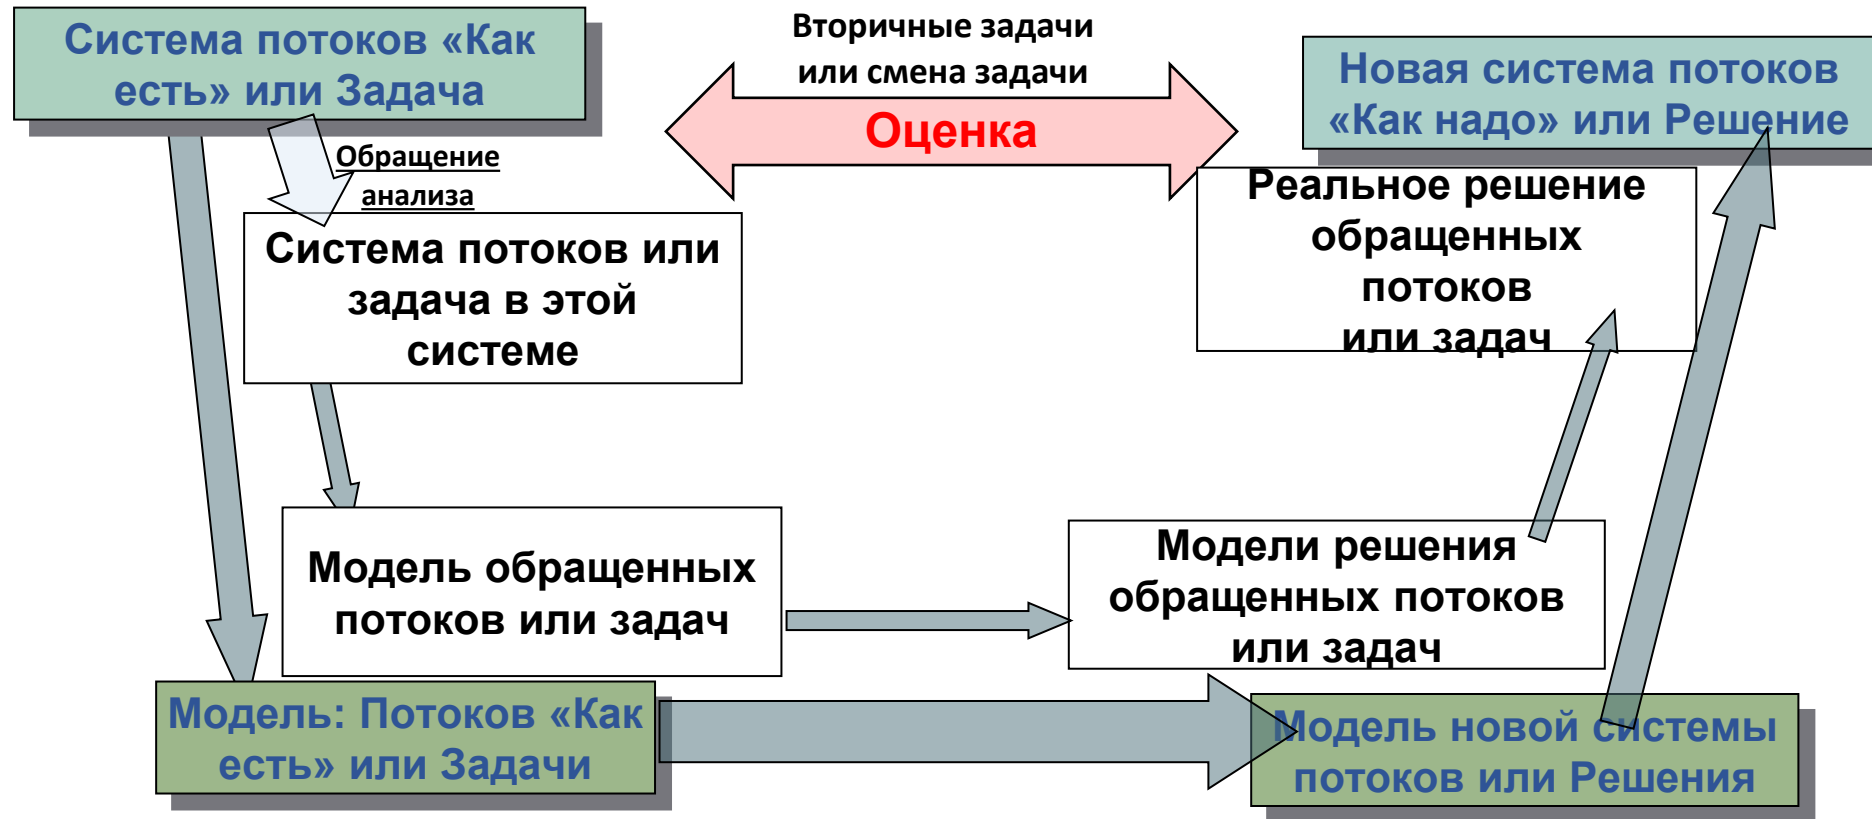 Система потоков «Как
есть» или Задача
Вторичные задачи
или смена задачи
Оценка
Новая система потоков
«Как надо» или Решение
Обращение
анализа
Система потоков или
задача в этой
системе
Реальное решение
обращенных
потоков
или задач
Модель обращенных
потоков или задач
Модели решения
обращенных потоков
или задач
Модель: Потоков «Как
есть» или Задачи
Модель новой системы
потоков или Решения